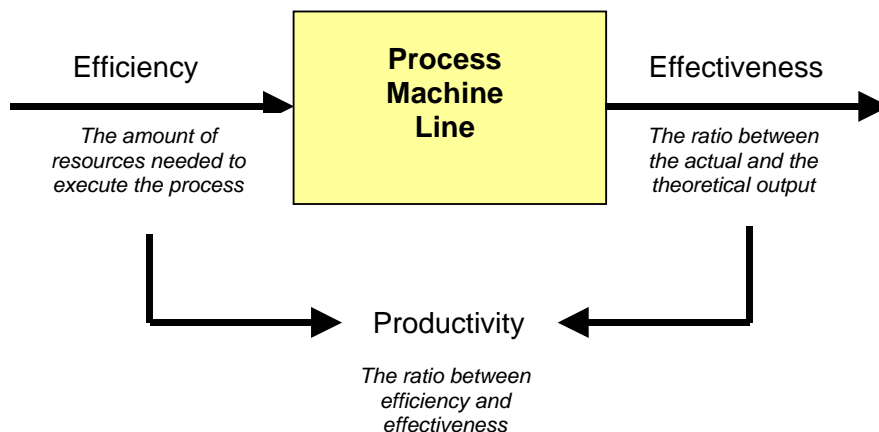 Efficiency
The amount of
resources needed to
execute the process
Process
Machine
Line
Effectiveness
The ratio between
the actual and the
theoretical output
Productivity
The ratio between
efficiency and
effectiveness